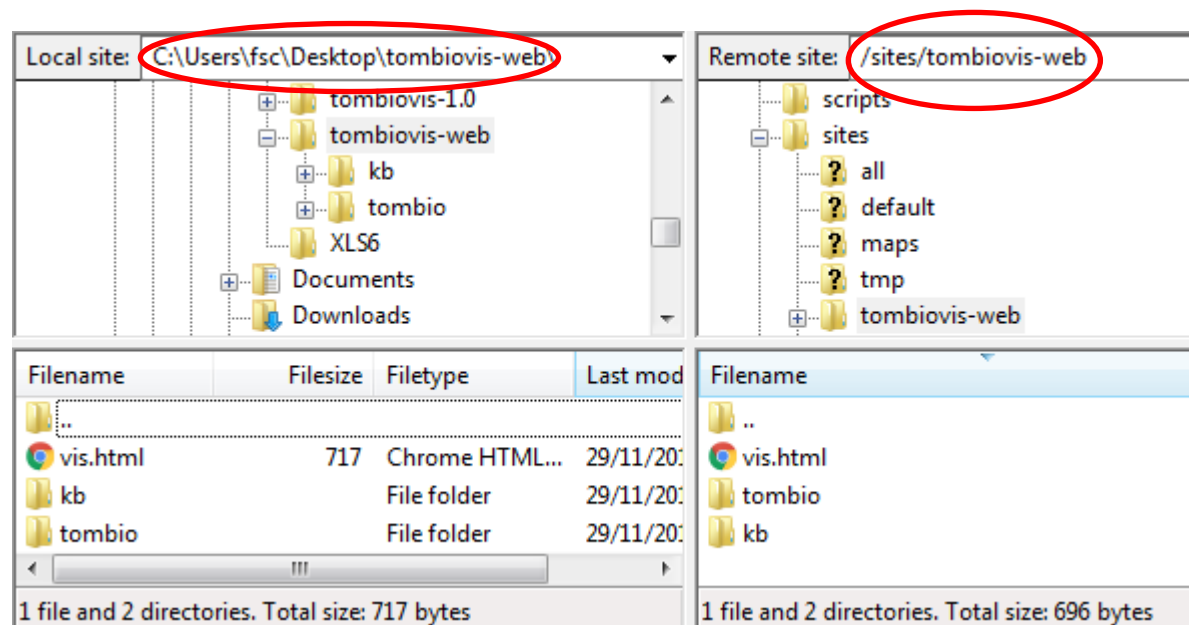 Local site: C:\Users\fsc\Desktop\tombiovis-web\
tombiovis-1.0
tombiovis-web
kb
tombio
XLS6
Documents
Downloads
Filename Filesize Filetype Last mod
..
vis.html 717 Chrome HTML... 29/11/201
kb File folder 29/11/201
tombio File folder 29/11/201
1 file and 2 directories. Total size: 717 bytes
Remote site: /sites/tombiovis-web
scripts
sites
? all
? default
? maps
? tmp
tombiovis-web
Filename
..
vis.html
tombio
kb
1 file and 2 directories. Total size: 696 bytes